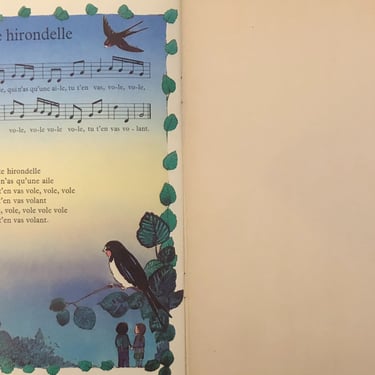 hirondelle
qui n'as qu'une ai-le, tu t'en vas, vo-le, vo-le,
vo-le, vo-le vo-le vo-le, tu t'en vas vo - lant.
hirondelle
n'as qu'une aile
t'en vas vole, vole, vole
t'en vas volant
, vole, vole vole vole
t'en vas volant.